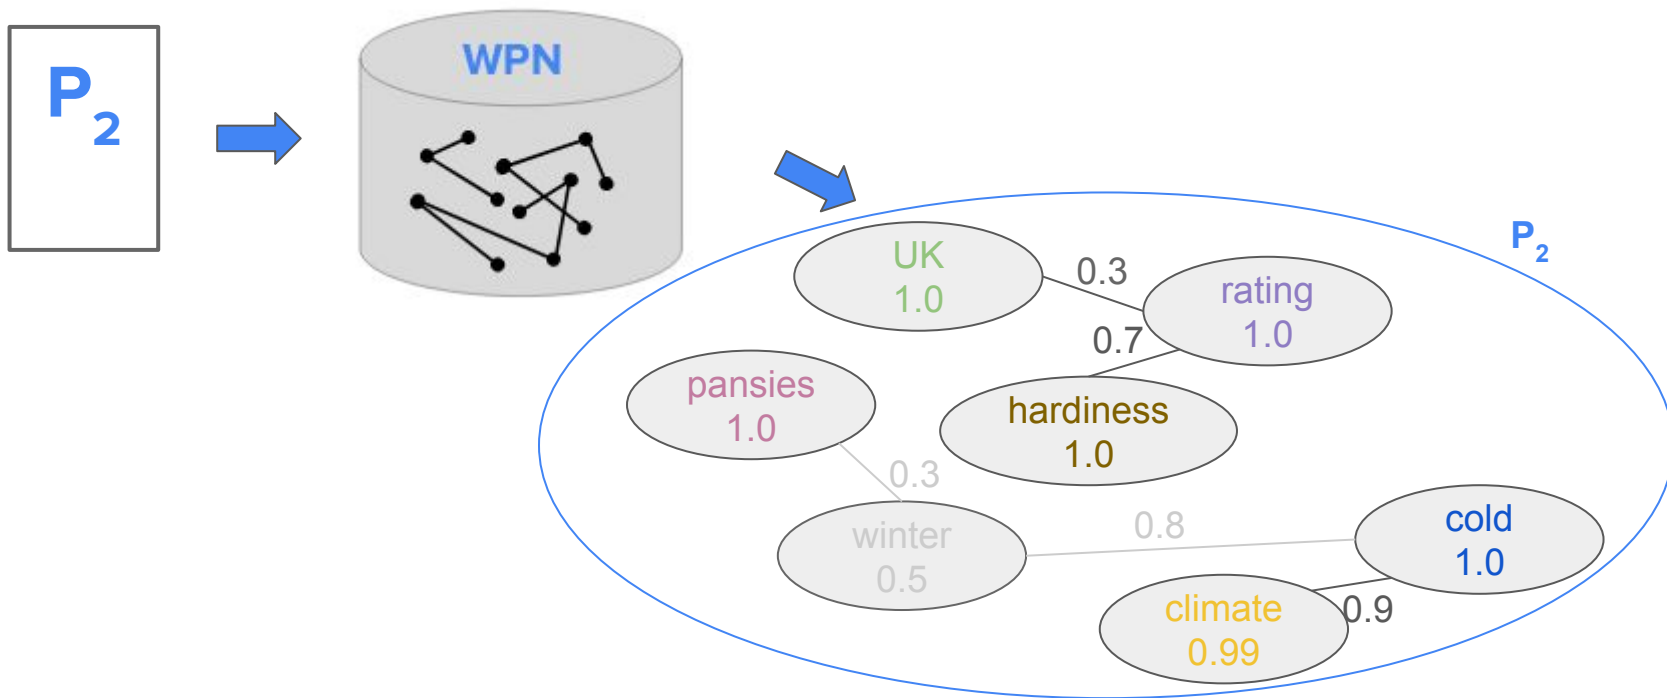 P₂
WPN
P₂
UK
1.0
0.3
rating
1.0
0.7
pansies
1.0
hardiness
1.0
0.3
winter
0.5
0.8
cold
1.0
climate
0.99
0.9